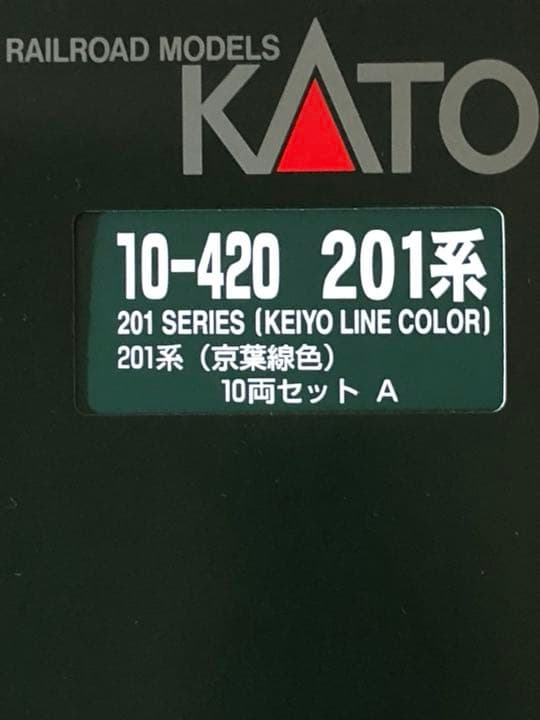 RAILROAD MODELS
KATO
10-420 201系
201 SERIES (KEIYO LINE COLOR)
201系（京葉線色）
10両セット A